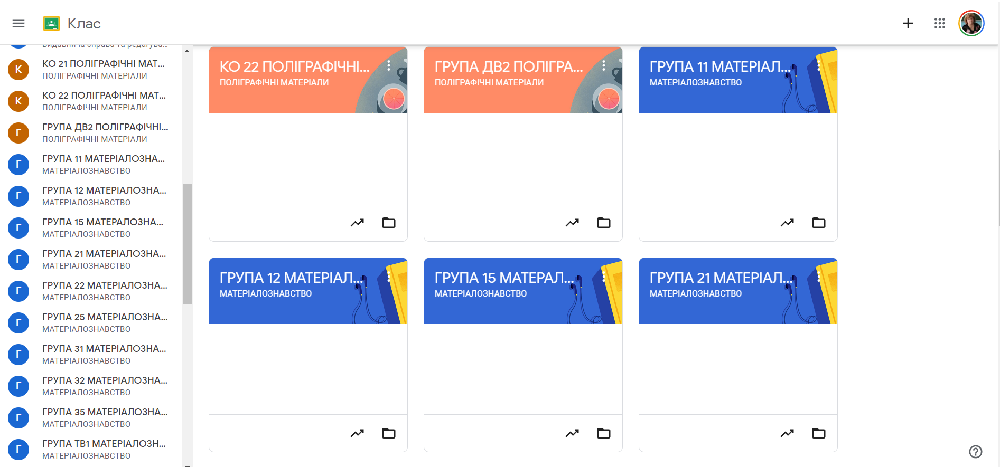 Клас
Видавнича справа та редагува...
КО 21 ПОЛІГРАФІЧНІ МАТ...
ПОЛІГРАФІЧНІ МАТЕРІАЛИ
К
КО 22 ПОЛІГРАФІЧНІ МАТ...
ПОЛІГРАФІЧНІ МАТЕРІАЛИ
К
ГРУПА ДВ2 ПОЛІГРАФІЧНІ...
ПОЛІГРАФІЧНІ МАТЕРІАЛИ
Г
ГРУПА 11 МАТЕРІАЛОЗНА...
МАТЕРІАЛОЗНАВСТВО
Г
ГРУПА 12 МАТЕРІАЛОЗНА...
МАТЕРІАЛОЗНАВСТВО
Г
ГРУПА 15 МАТЕРАЛОЗНА...
МАТЕРІАЛОЗНАВСТВО
Г
ГРУПА 21 МАТЕРІАЛОЗНА...
МАТЕРІАЛОЗНАВСТВО
Г
ГРУПА 22 МАТЕРІАЛОЗНА...
МАТЕРІАЛОЗНАВСТВО
Г
ГРУПА 25 МАТЕРІАЛОЗНА...
МАТЕРІАЛОЗНАВСТВО
Г
ГРУПА 31 МАТЕРІАЛОЗНА...
МАТЕРІАЛОЗНАВСТВО
Г
ГРУПА 32 МАТЕРІАЛОЗНА...
МАТЕРІАЛОЗНАВСТВО
Г
ГРУПА 35 МАТЕРІАЛОЗНА...
МАТЕРІАЛОЗНАВСТВО
Г
ГРУПА ТВ1 МАТЕРІАЛОЗН...
МАТЕРІАЛОЗНАВСТВО
Г
КО 22 ПОЛІГРАФІЧНІ...
ПОЛІГРАФІЧНІ МАТЕРІАЛИ
ГРУПА ДВ2 ПОЛІГРА...
ПОЛІГРАФІЧНІ МАТЕРІАЛИ
ГРУПА 11 МАТЕРІАЛ...
МАТЕРІАЛОЗНАВСТВО
ГРУПА 12 МАТЕРІАЛ...
МАТЕРІАЛОЗНАВСТВО
ГРУПА 15 МАТЕРАЛ...
МАТЕРІАЛОЗНАВСТВО
ГРУПА 21 МАТЕРІАЛ...
МАТЕРІАЛОЗНАВСТВО